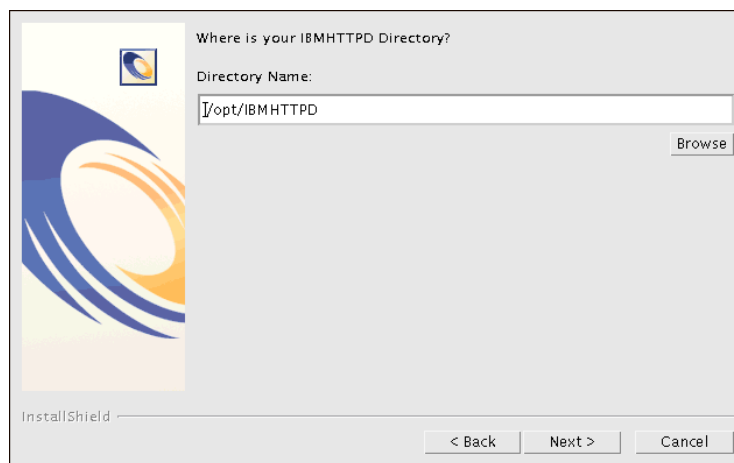 Where is your IBMHTTPD Directory?
Directory Name:
/opt/IBMHTTPD
Browse
InstallShield
< Back
Next >
Cancel